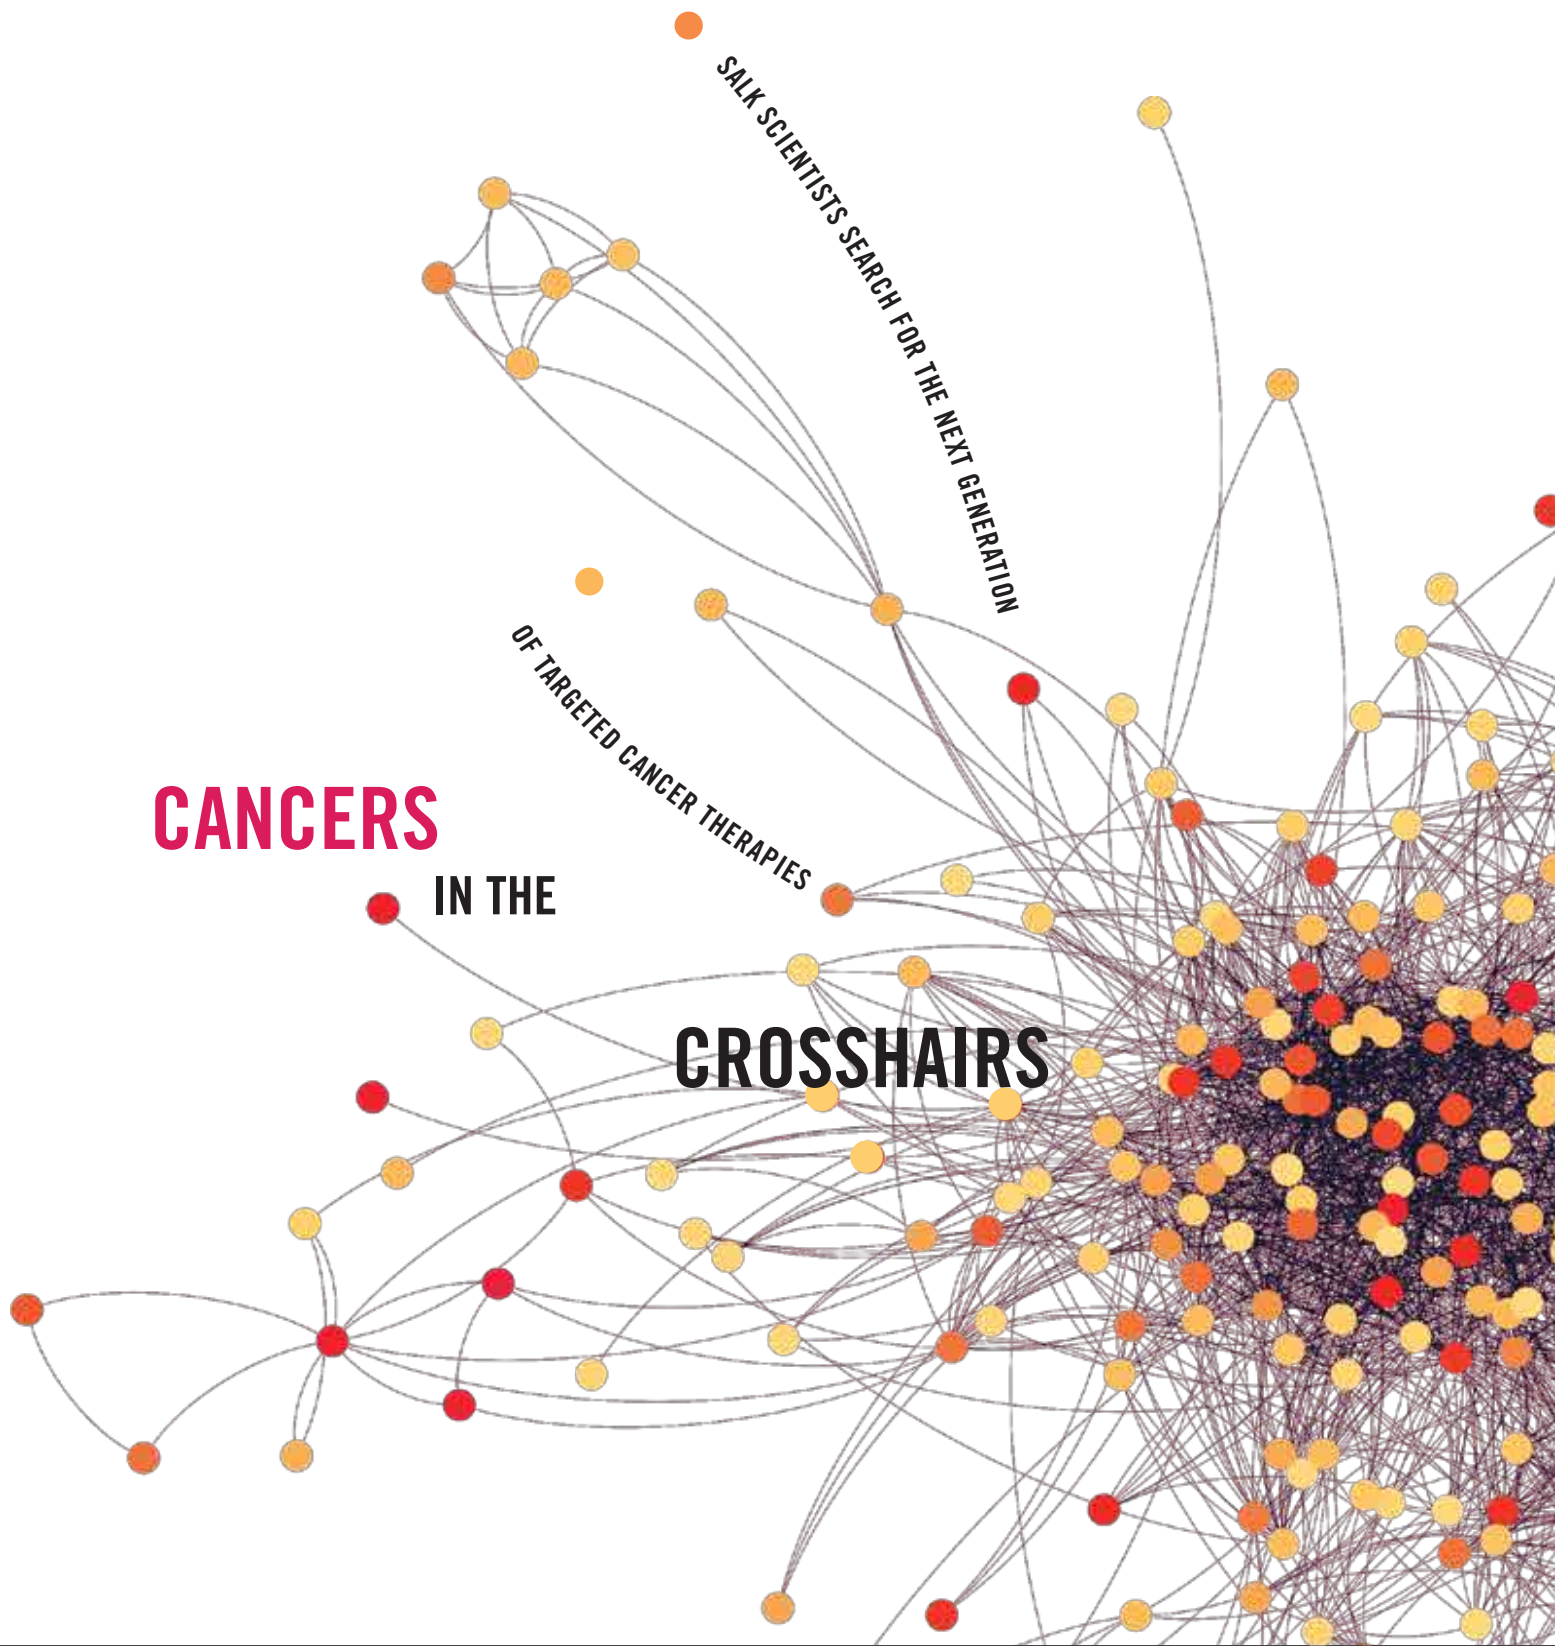 SALK SCIENTISTS SEARCH FOR THE NEXT GENERATION
OF TARGETED CANCER THERAPIES
CANCERS
IN THE
CROSSHAIRS